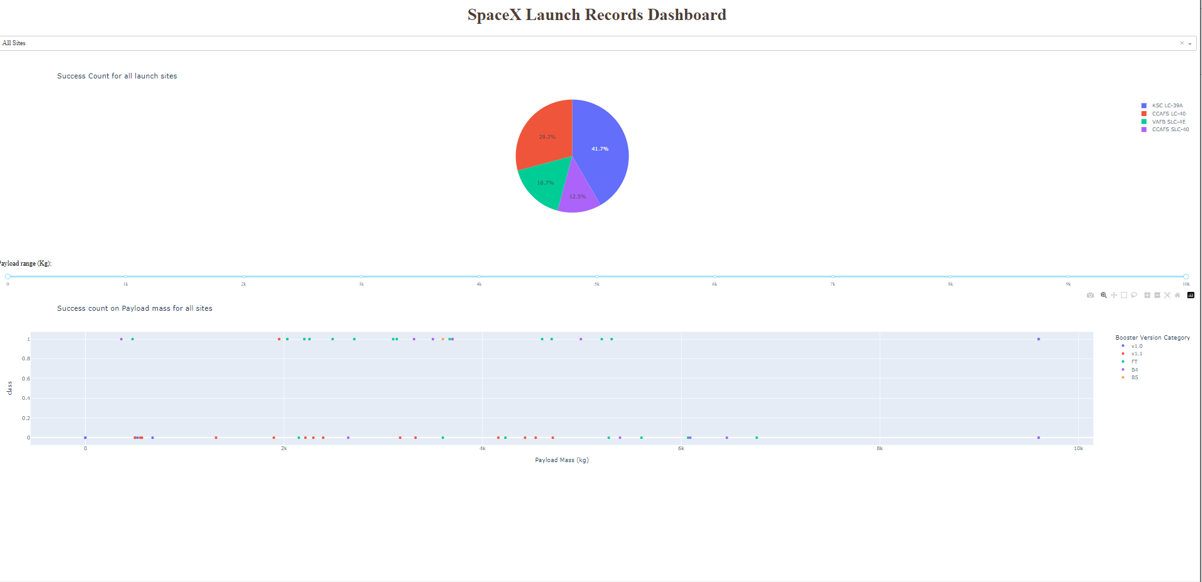 SpaceX Launch Records Dashboard
All Sites
Success Count for all launch sites
KSC LC-39A
CCAFS LC-40
VAFB SLC-4E
CCAFS SLC-40
29.2%
41.7%
16.7%
12.5%
Payload range (Kg):
0 1k 2k 3k 4k 5k 6k 7k 8k 9k 10k
Success count on Payload mass for all sites
Booster Version Category
v1.0
v1.1
FT
B4
B5
class
1
0.8
0.6
0.4
0.2
0
0 2k 4k 6k 8k 10k
Payload Mass (kg)